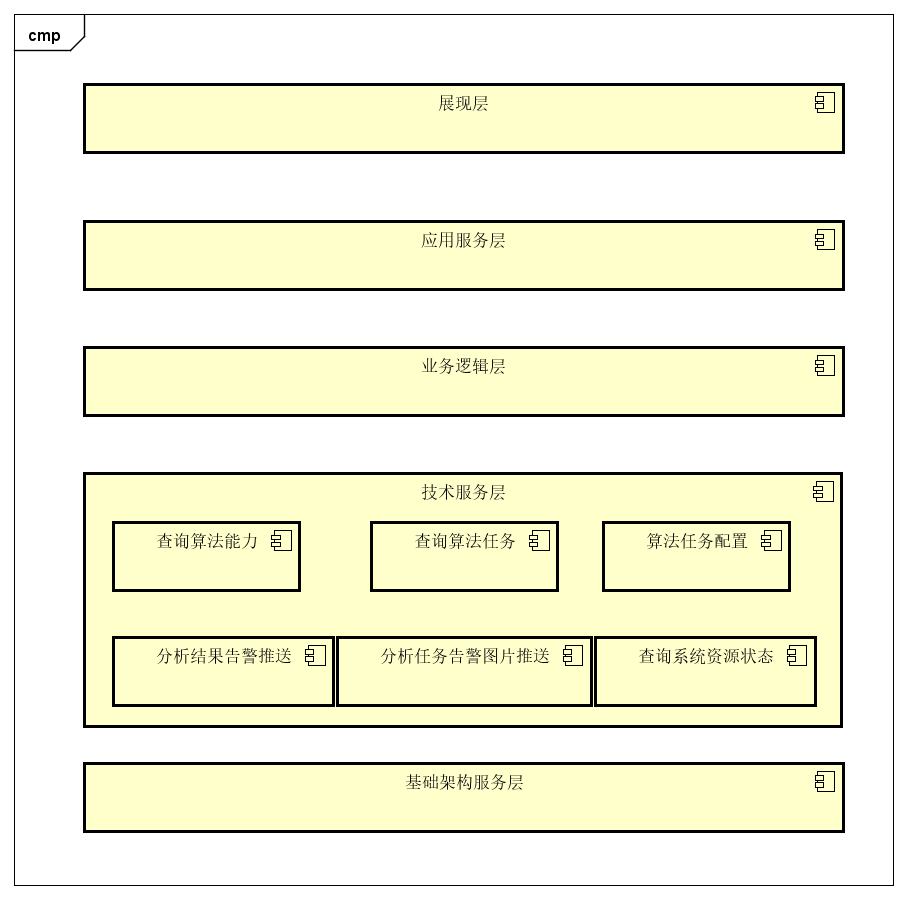 cmp
展现层
应用服务层
业务逻辑层
技术服务层
查询算法能力
查询算法任务
算法任务配置
分析结果告警推送
分析任务告警图片推送
查询系统资源状态
基础架构服务层